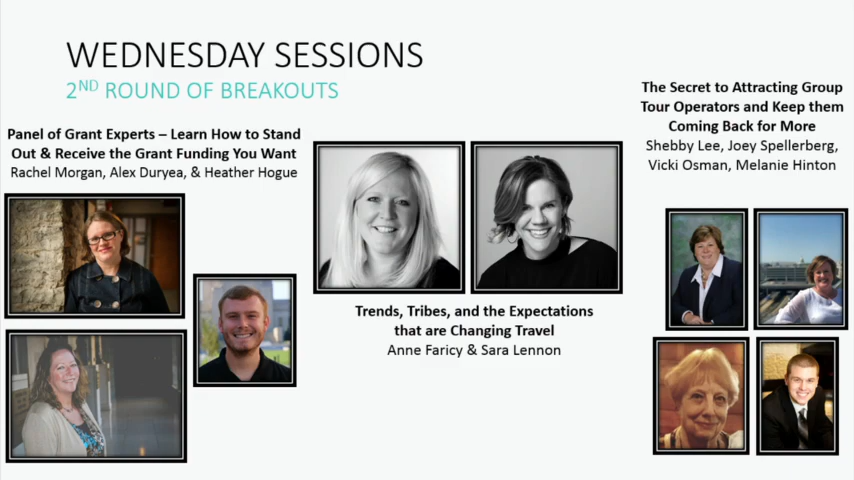 WEDNESDAY SESSIONS
2ND ROUND OF BREAKOUTS
Panel of Grant Experts – Learn How to Stand
Out & Receive the Grant Funding You Want
Rachel Morgan, Alex Duryea, & Heather Hogue
Trends, Tribes, and the Expectations
that are Changing Travel
Anne Faricy & Sara Lennon
The Secret to Attracting Group
Tour Operators and Keep them
Coming Back for More
Shebby Lee, Joey Spellerberg,
Vicki Osman, Melanie Hinton